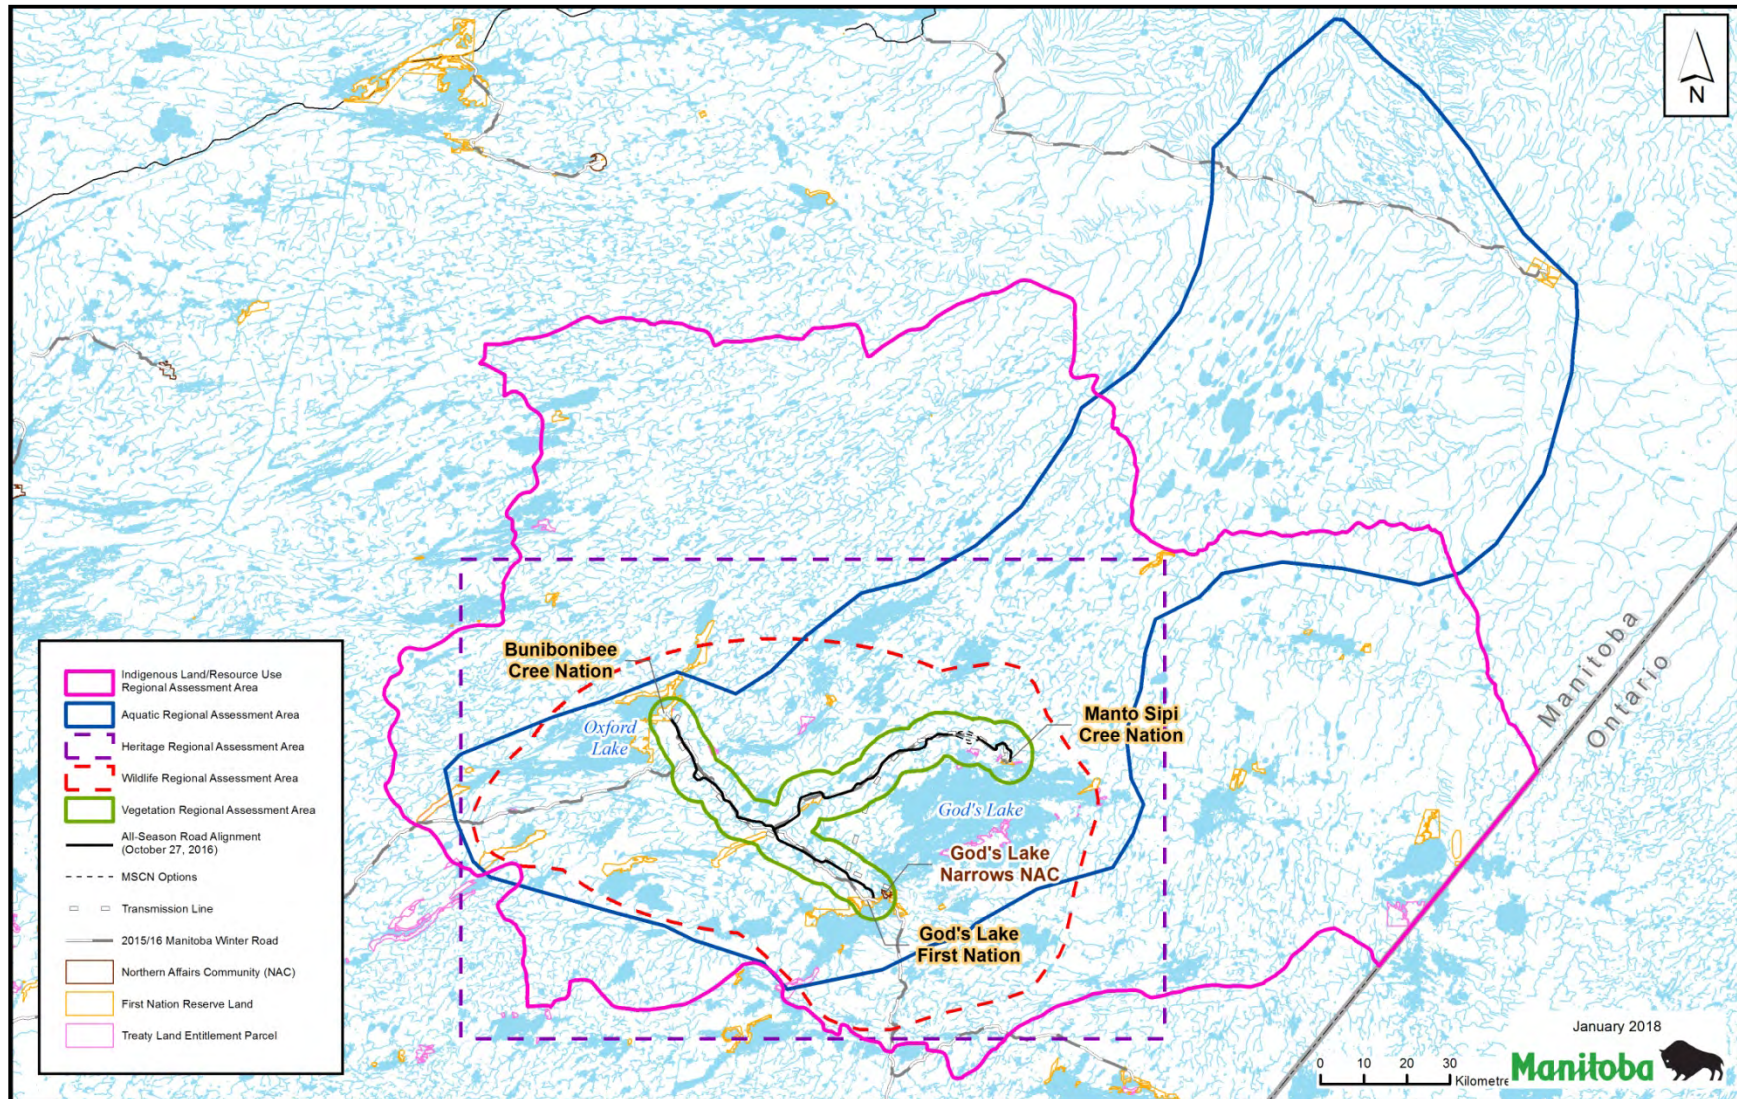 N
Bunibonibee
Cree Nation
Oxford
Lake
Manto Sipi
Cree Nation
God's Lake
God's Lake
Narrows NAC
God's Lake
First Nation
Manitoba
Ontario
Indigenous Land/Resource Use
Regional Assessment Area
Aquatic Regional Assessment Area
Heritage Regional Assessment Area
Wildlife Regional Assessment Area
Vegetation Regional Assessment Area
All-Season Road Alignment
(October 27, 2016)
MSCN Options
Transmission Line
2015/16 Manitoba Winter Road
Northern Affairs Community (NAC)
First Nation Reserve Land
Treaty Land Entitlement Parcel
January 2018
0 10 20 30
Kilometre
Manitoba